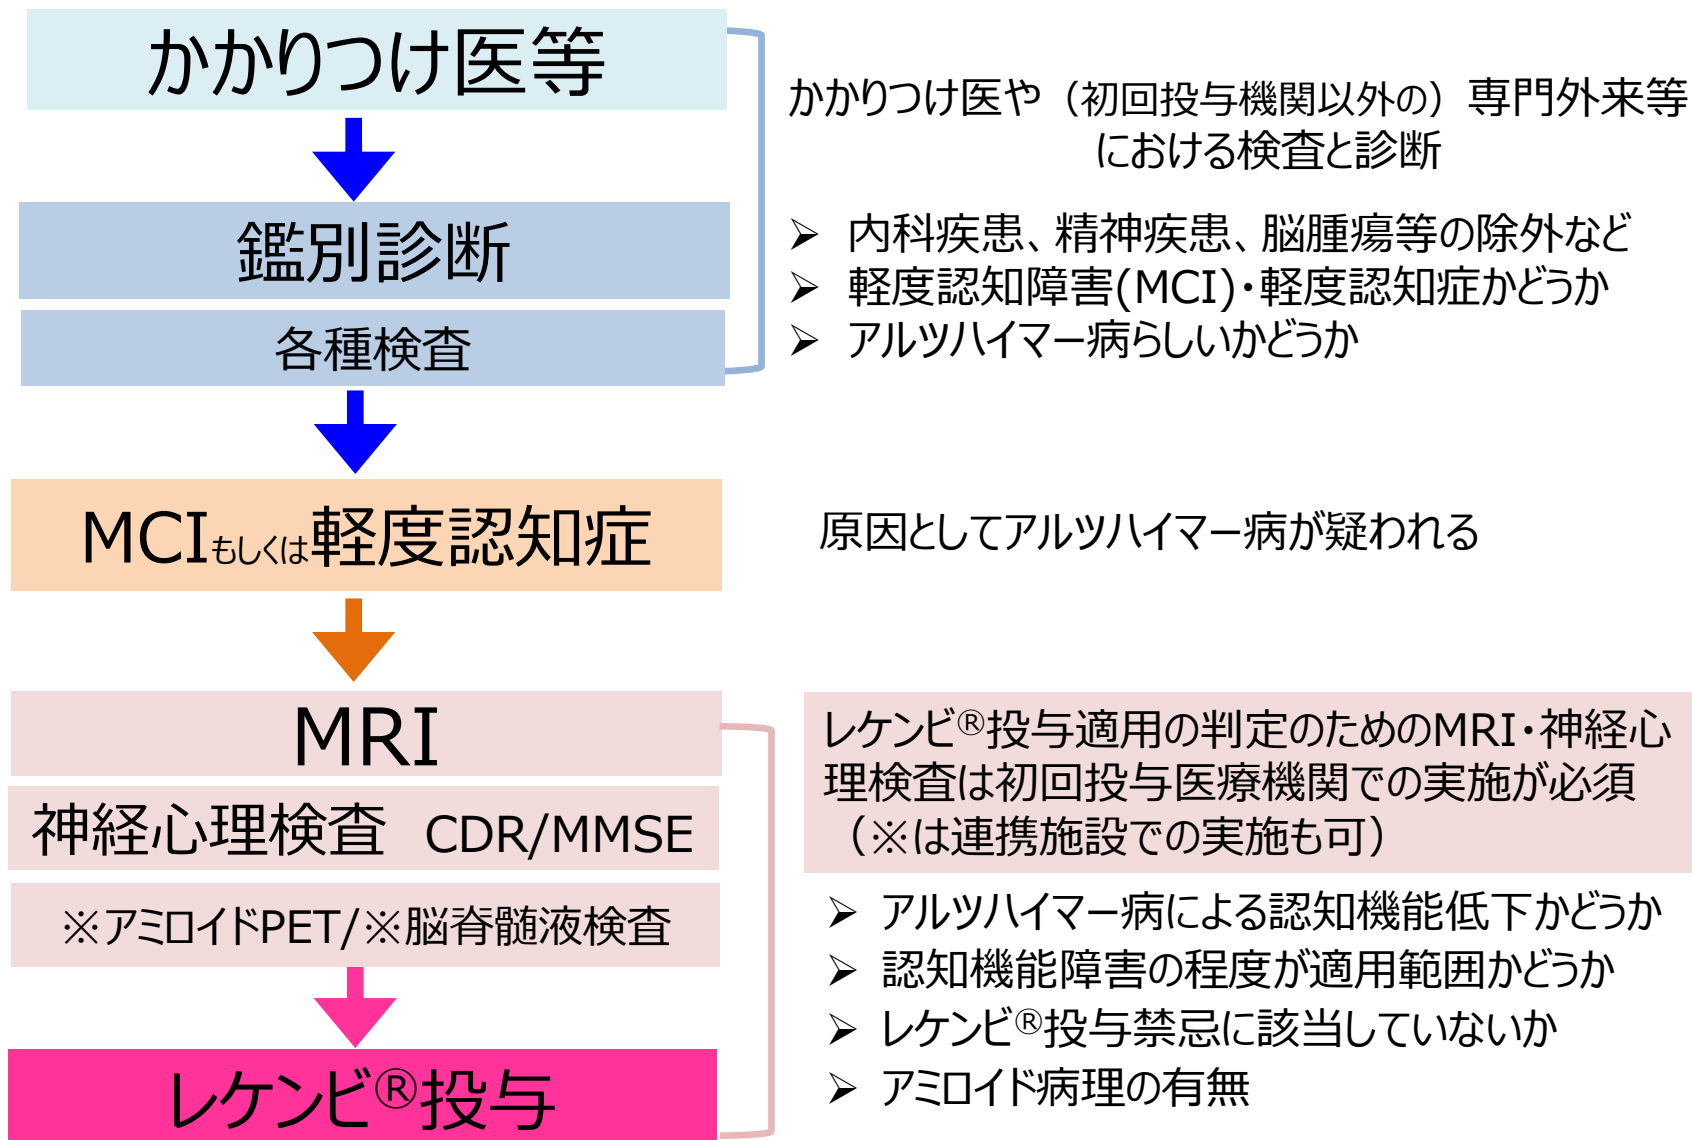 かかりつけ医等
かかりつけ医や（初回投与機関以外の）専門外来等
における検査と診断
鑑別診断
各種検査
➢ 内科疾患、精神疾患、脳腫瘍等の除外など
➢ 軽度認知障害(MCI)・軽度認知症かどうか
➢ アルツハイマー病らしいかどうか
MCIもしくは軽度認知症
原因としてアルツハイマー病が疑われる
MRI
神経心理検査 CDR/MMSE
※アミロイドPET/※脳脊髄液検査
レケンビ®投与
レケンビ®投与適用の判定のためのMRI・神経心
理検査は初回投与医療機関での実施が必須
（※は連携施設での実施も可）
➢ アルツハイマー病による認知機能低下かどうか
➢ 認知機能障害の程度が適用範囲かどうか
➢ レケンビ®投与禁忌に該当していないか
➢ アミロイド病理の有無